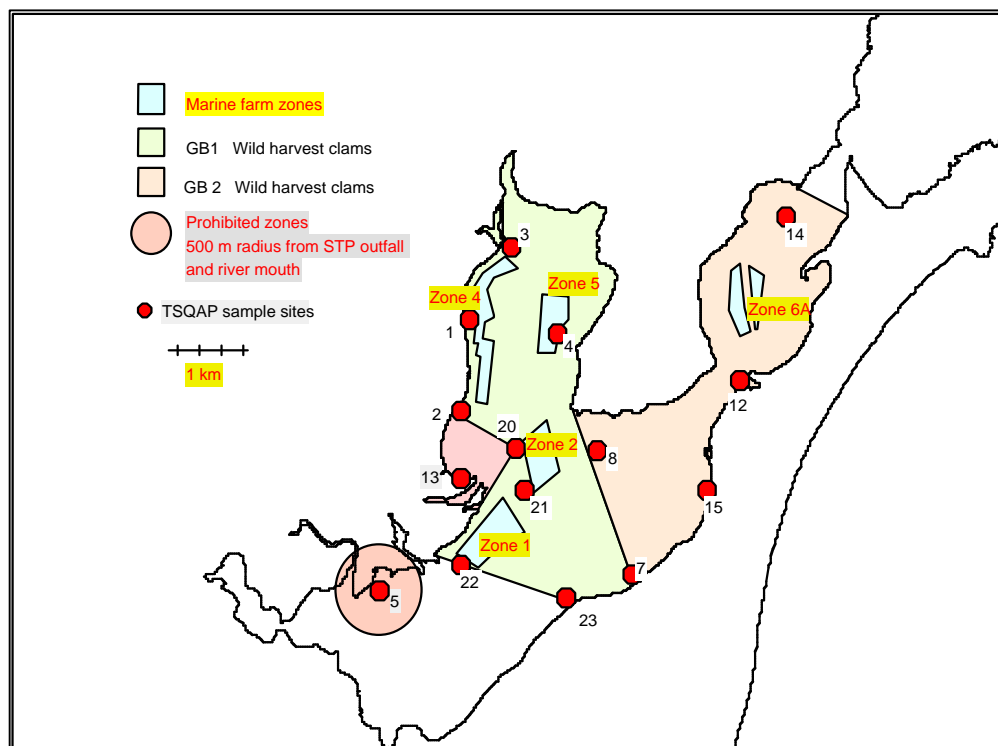 Marine farm zones
GB1 Wild harvest clams
GB 2 Wild harvest clams
Prohibited zones
500 m radius from STP outfall
and river mouth
TSQAP sample sites
1 km
3
14
Zone 4
Zone 5
Zone 6A
1
4
12
2
20
Zone 2
8
13
21
15
Zone 1
22
7
5
23